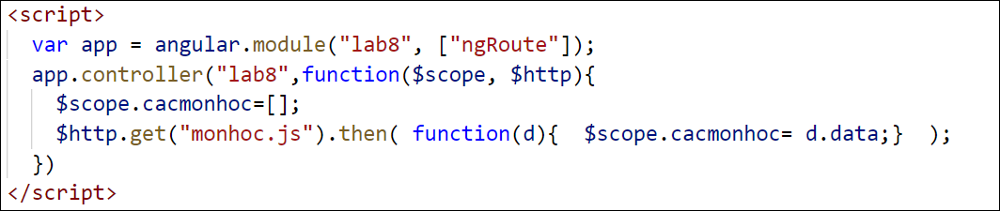 <script>
var app = angular.module("lab8", ["ngRoute"]);
app.controller("lab8",function($scope, $http){
$scope.cacmonhoc=[];
$http.get("monhoc.js").then( function(d){  $scope.cacmonhoc= d.data;}  );
})
</script>